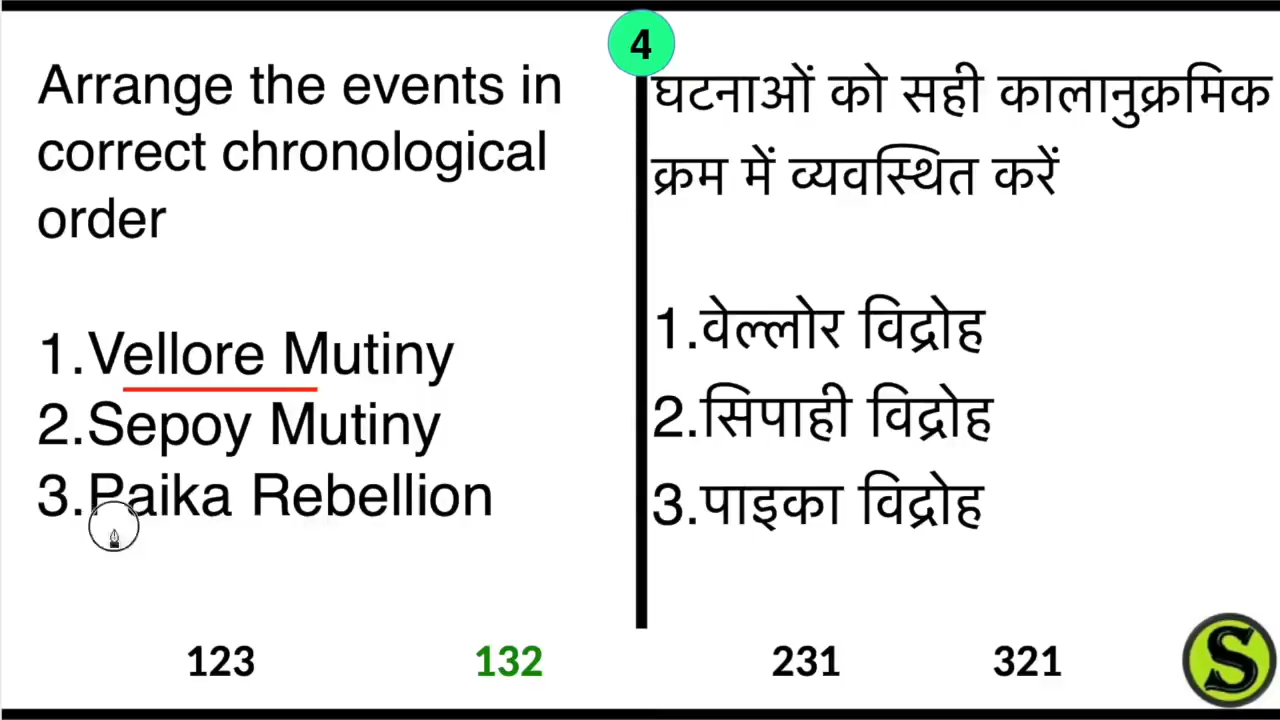 4
Arrange the events in
correct chronological
order
1.Vellore Mutiny
2.Sepoy Mutiny
3.Paika Rebellion
घटनाओं को सही कालानुक्रमिक
क्रम में व्यवस्थित करें
1.वेल्लोर विद्रोह
2.सिपाही विद्रोह
3.पाइका विद्रोह
123 132 231 321
S